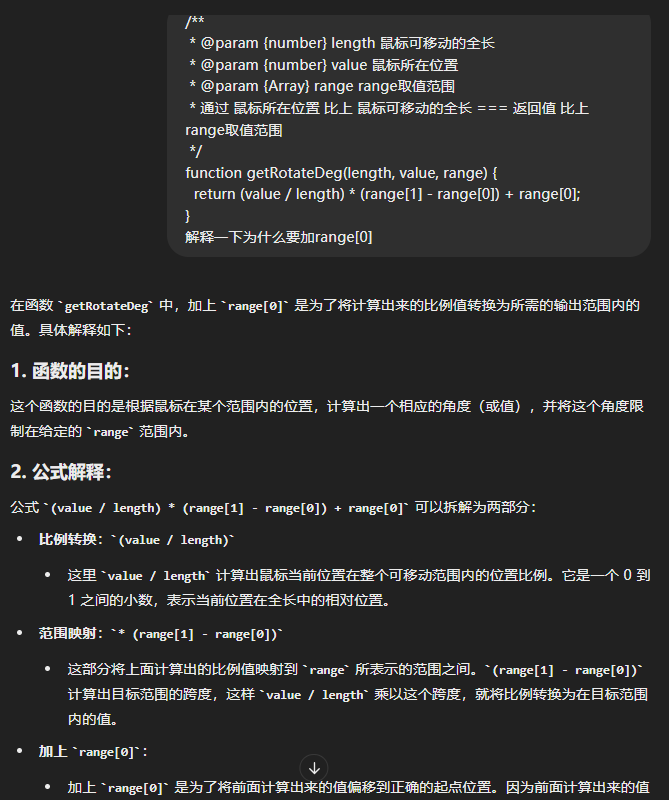 /**
* @param {number} length 鼠标可移动的全长
* @param {number} value 鼠标所在位置
* @param {Array} range range取值范围
* 通过 鼠标所在位置 比上 鼠标可移动的全长 === 返回值 比上
range取值范围
*/
function getRotateDeg(length, value, range) {
return (value / length) * (range[1] - range[0]) + range[0];
}
解释一下为什么要加range[0]
在函数 `getRotateDeg` 中，加上 `range[0]` 是为了将计算出来的比例值转换为所需的输出范围内的
值。具体解释如下：
1. 函数的目的：
这个函数的目的是根据鼠标在某个范围内的位置，计算出一个相应的角度（或值），并将这个角度限
制在给定的 `range` 范围内。
2. 公式解释：
公式 `(value / length) * (range[1] - range[0]) + range[0]` 可以拆解为两部分：
• 比例转换：`(value / length)`
• 这里 `value / length` 计算出鼠标当前位置在整个可移动范围内的位置比例。它是一个 0 到
1 之间的小数，表示当前位置在全长中的相对位置。
• 范围映射：`* (range[1] - range[0])`
• 这部分将上面计算出的比例值映射到 `range` 所表示的范围之间。`(range[1] - range[0])`
计算出目标范围的跨度，这样 `value / length` 乘以这个跨度，就将比例转换为在目标范围
内的值。
• 加上 `range[0]`：
• 加上 `range[0]` 是为了将前面计算出来的值偏移到正确的起点位置。因为前面计算出来的值